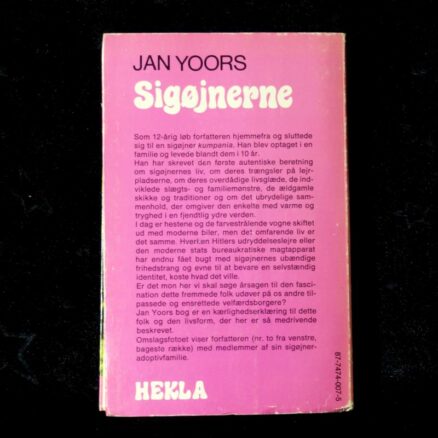 JAN YOORS
Sigøjnerne
Som 12-årig løb forfatteren hjemmefra og sluttede
sig til en sigøjner kumpania. Han blev optaget i en
familie og levede blandt dem i 10 år.
Han har skrevet den første autentiske beretning
om sigøjnernes liv, om deres trængsler på lejr-
pladserne, om deres overdådige livsglæde, de ind-
viklede slægts- og familiemønstre, de ældgamle
skikke og traditioner og om det ubrydelige sam-
menhold, der omgiver den enkelte med varme og
tryghed i en fjendtlig ydre verden.
I dag er hestene og de farvestrålende vogne skiftet
ud med moderne biler, men det omfarende liv er
det samme. Hverken Hitlers udryddelseslejre eller
den moderne stats bureaukratiske magtapparat
har endnu fået bugt med sigøjnernes ubændige
frihedstrang og evne til at bevare en selvstændig
identitet, koste hvad det ville.
Er det mon her vi skal søge årsagen til den fasci-
nation dette fremmede folk udøver på os andre til-
passede og ensrettede velfærdsborgere?
Jan Yoors bog er en kærlighedserklæring til dette
folk og den livsform, der her er så medrivende
beskrevet.
Omslagsfotoet viser forfatteren (nr. to fra venstre,
bageste række) med medlemmer af sin sigøjner-
adoptivfamilie.
HEKLA
87-7474-007-5